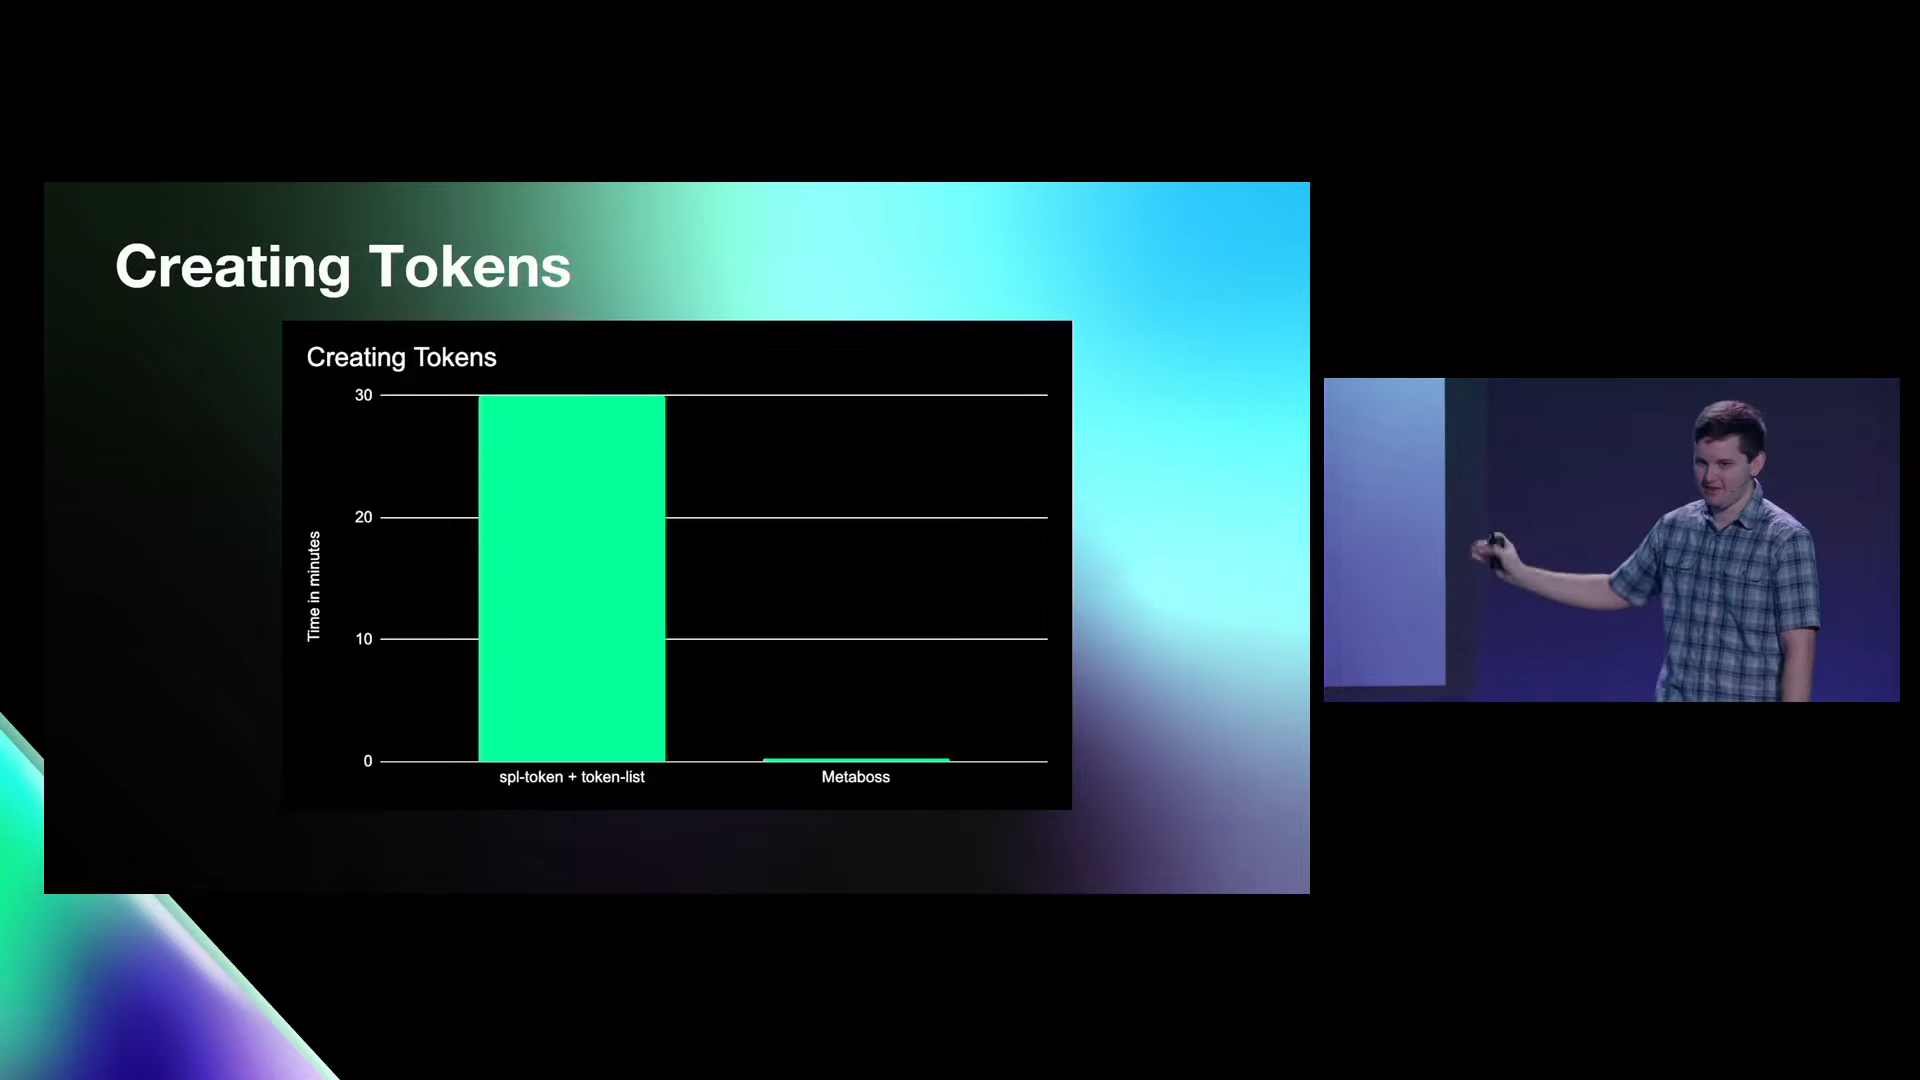 Creating Tokens
Creating Tokens
30
20
10
0
Time in minutes
spl-token + token-list
Metaboss